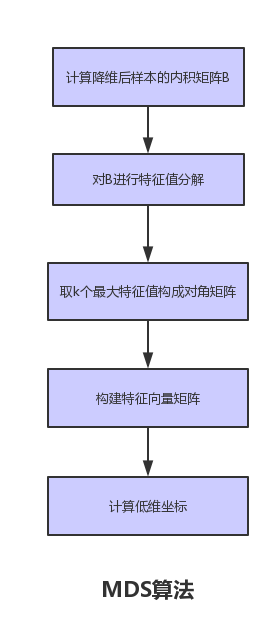 计算降维后样本的内积矩阵B
对B进行特征值分解
取k个最大特征值构成对角矩阵
构建特征向量矩阵
计算低维坐标
MDS算法